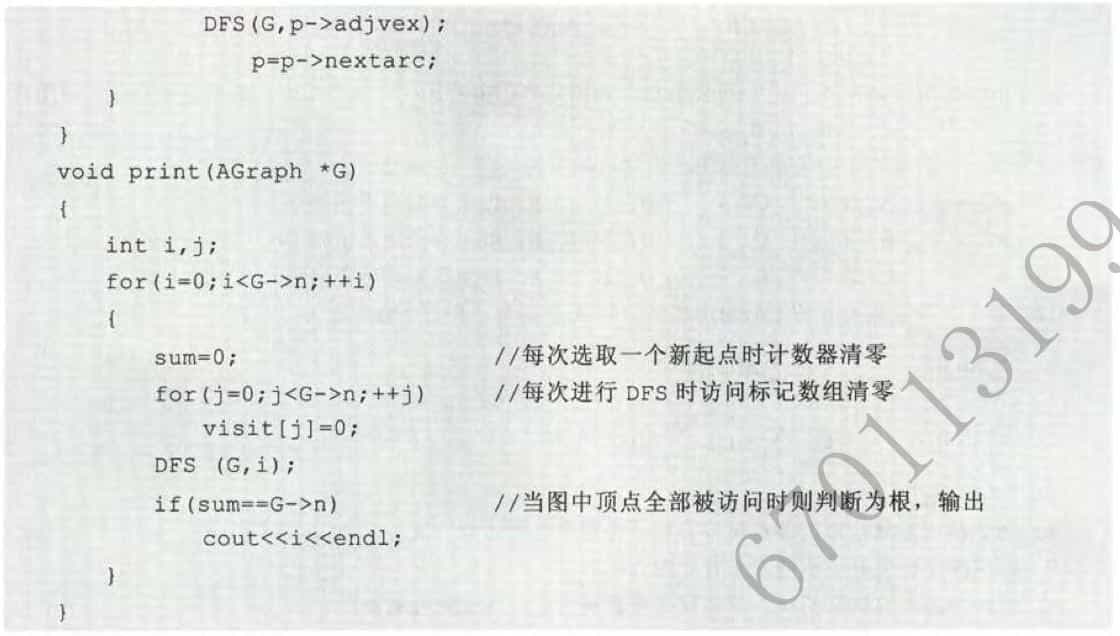 DFS(G,p->adjvex);
p=p->nextarc;
}
}
void print(AGraph *G)
{
int i,j;
for(i=0;i<G->n;++i)
{
sum=0; //每次选取一个新起点时计数器清零
for(j=0;j<G->n;++j) //每次进行 DFS 时访问标记数组清零
visit[j]=0;
DFS (G,i);
if(sum==G->n) //当图中顶点全部被访问时则判断为根，输出
cout<<i<<endl;
}
}
670113199